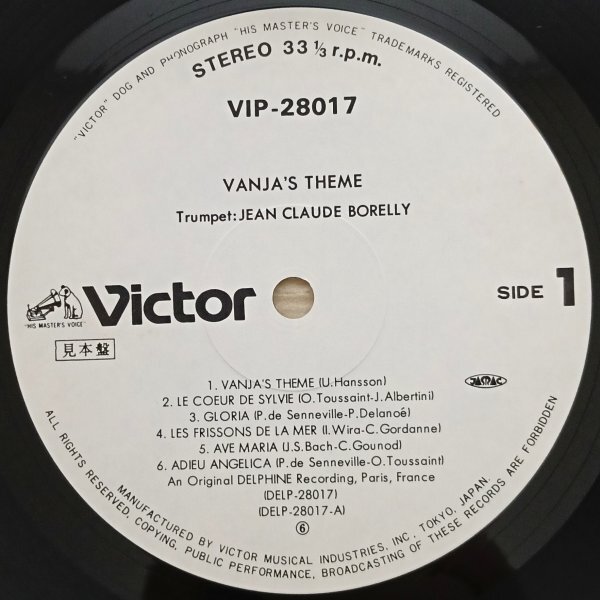 "VICTOR" DOG AND PHONOGRAPH "HIS MASTER'S VOICE" TRADEMARKS REGISTERED
STEREO 33 ⅓ r.p.m.
VIP-28017
VANJA'S THEME
Trumpet:JEAN CLAUDE BORELLY
Victor
"HIS MASTER'S VOICE"
SIDE 1
見本盤
JASRAC
1. VANJA'S THEME (U.Hansson)
2. LE COEUR DE SYLVIE (O.Toussaint-J.Albertini)
3. GLORIA (P.de Senneville-P.Delanoé)
4. LES FRISSONS DE LA MER (I.Wira-C.Gordanne)
5. AVE MARIA (J.S.Bach-C.Gounod)
6. ADIEU ANGELICA (P.de Senneville-O.Toussaint)
An Original DELPHINE Recording, Paris, France
(DELP-28017)
(DELP-28017-A)
⑥
MANUFACTURED BY VICTOR MUSICAL INDUSTRIES, INC., TOKYO, JAPAN.
ALL RIGHTS RESERVED, COPYING, PUBLIC PERFORMANCE, BROADCASTING OF THESE RECORDS ARE FORBIDDEN